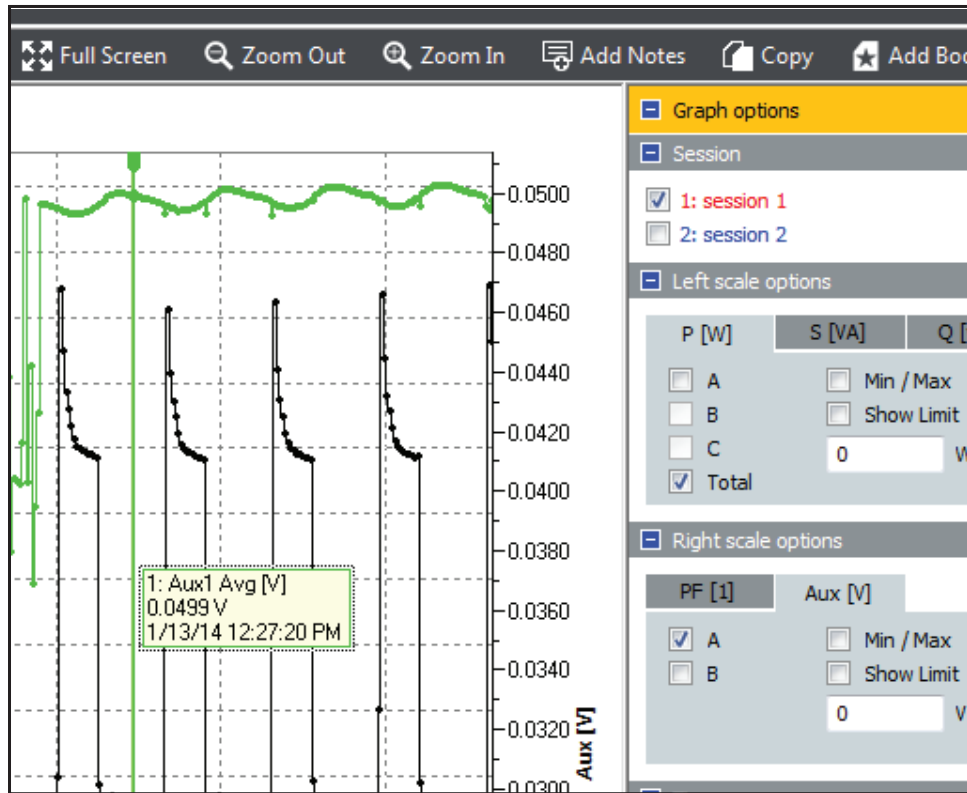 Full Screen
Zoom Out
Zoom In
Add Notes
Copy
Add Boo
Graph options
Session
1: session 1
2: session 2
Left scale options
P [W]
S [VA]
Q [
A
Min / Max
B
Show Limit
C
0
W
Total
Right scale options
PF [1]
Aux [V]
A
Min / Max
B
Show Limit
0
V
0.0500
0.0480
0.0460
0.0440
0.0420
0.0400
0.0380
0.0360
0.0340
0.0320
0.0300
Aux [V]
1: Aux1 Avg [V]
0.0499 V
1/13/14 12:27:20 PM